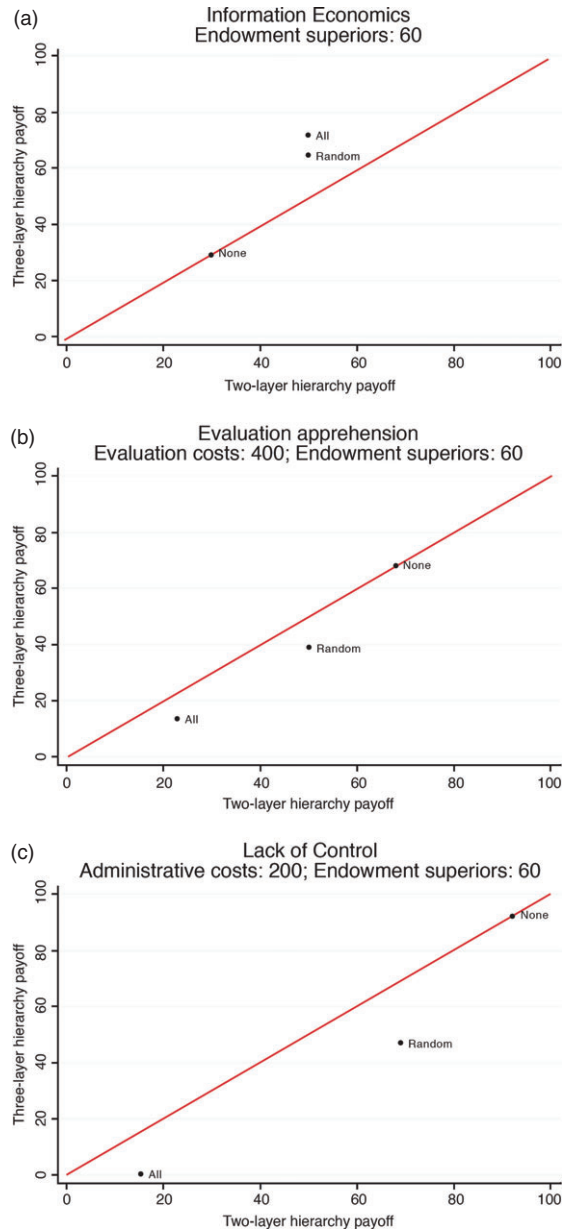 (a)
Information Economics
Endowment superiors: 60
Three-layer hierarchy payoff
100
80
60
40
20
0
All
Random
None
0 20 40 60 80 100
Two-layer hierarchy payoff
(b)
Evaluation apprehension
Evaluation costs: 400; Endowment superiors: 60
Three-layer hierarchy payoff
100
80
60
40
20
0
None
Random
All
0 20 40 60 80 100
Two-layer hierarchy payoff
(c)
Lack of Control
Administrative costs: 200; Endowment superiors: 60
Three-layer hierarchy payoff
100
80
60
40
20
0
None
Random
All
0 20 40 60 80 100
Two-layer hierarchy payoff